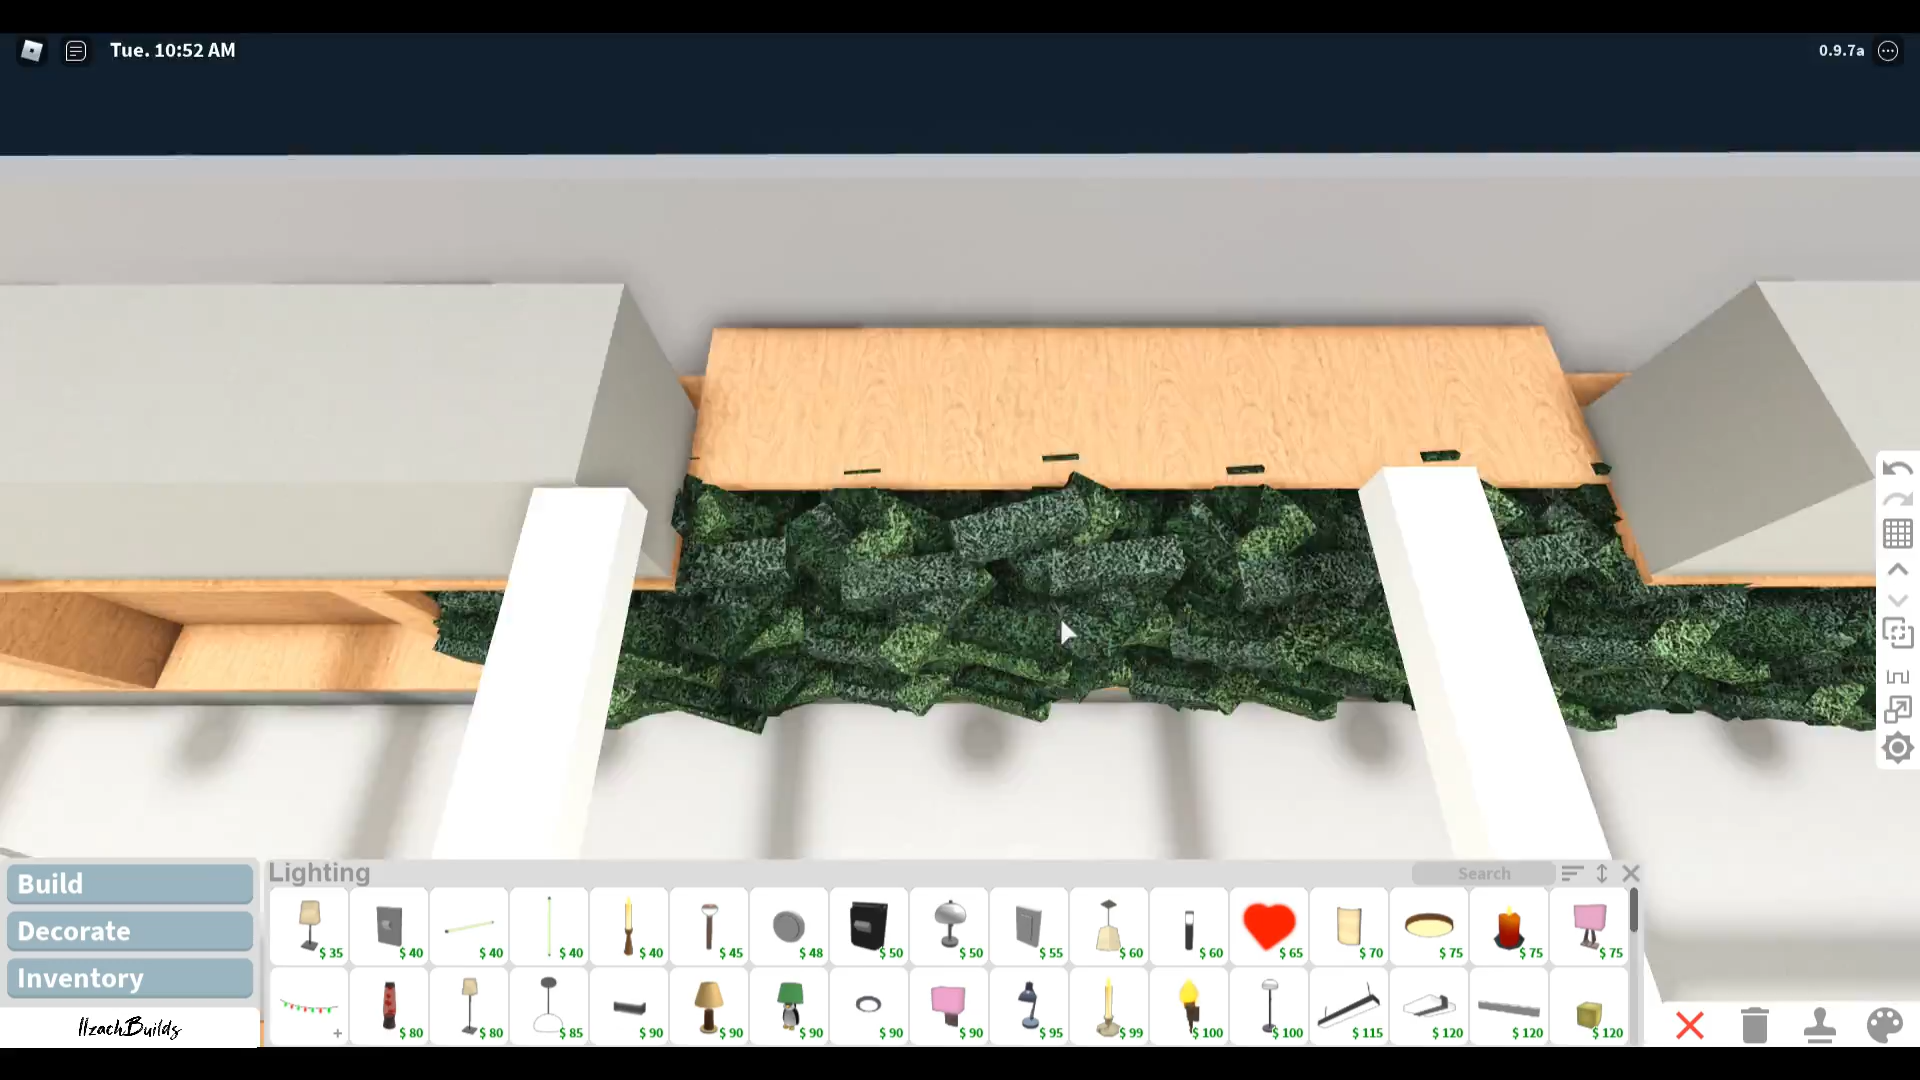 Tue. 10:52 AM
0.9.7a
Build
Decorate
Inventory
IIzachBuilds
Lighting
Search
$ 35 $ 40 $ 40 $ 40 $ 40 $ 45 $ 48 $ 50 $ 50 $ 55 $ 60 $ 60 $ 65 $ 70 $ 75 $ 75 $ 75
+ $ 80 $ 80 $ 85 $ 90 $ 90 $ 90 $ 90 $ 90 $ 95 $ 99 $ 100 $ 100 $ 115 $ 120 $ 120 $ 120